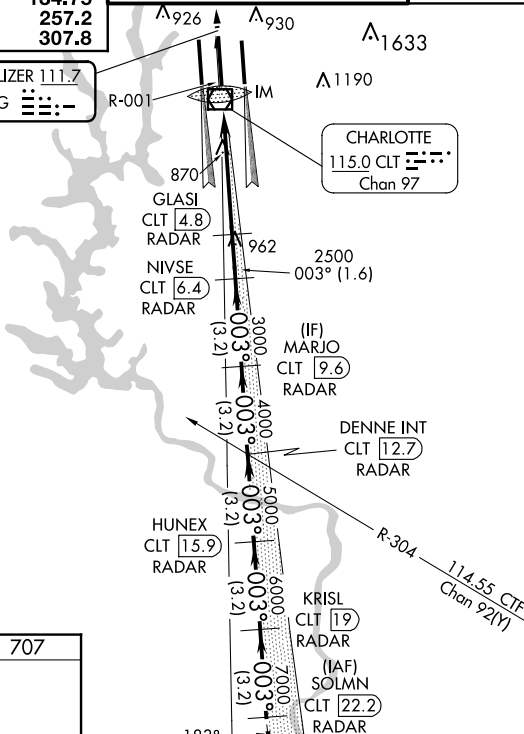 257.2
307.8
926
930
1633
1190
LIZER 111.7
G
R-001
IM
CHARLOTTE
115.0 CLT
Chan 97
870
GLASI
CLT 4.8
RADAR
962
2500
003° (1.6)
NIVSE
CLT 6.4
RADAR
003°
3000
(3.2)
(IF)
MARJO
CLT 9.6
RADAR
003°
4000
(3.2)
DENNE INT
CLT 12.7
RADAR
003°
5000
(3.2)
HUNEX
CLT 15.9
RADAR
R-304
114.55 CTF
Chan 92(Y)
003°
6000
(3.2)
KRISL
CLT 19
RADAR
003°
7000
(3.2)
(IAF)
SOLMN
CLT 22.2
RADAR
707